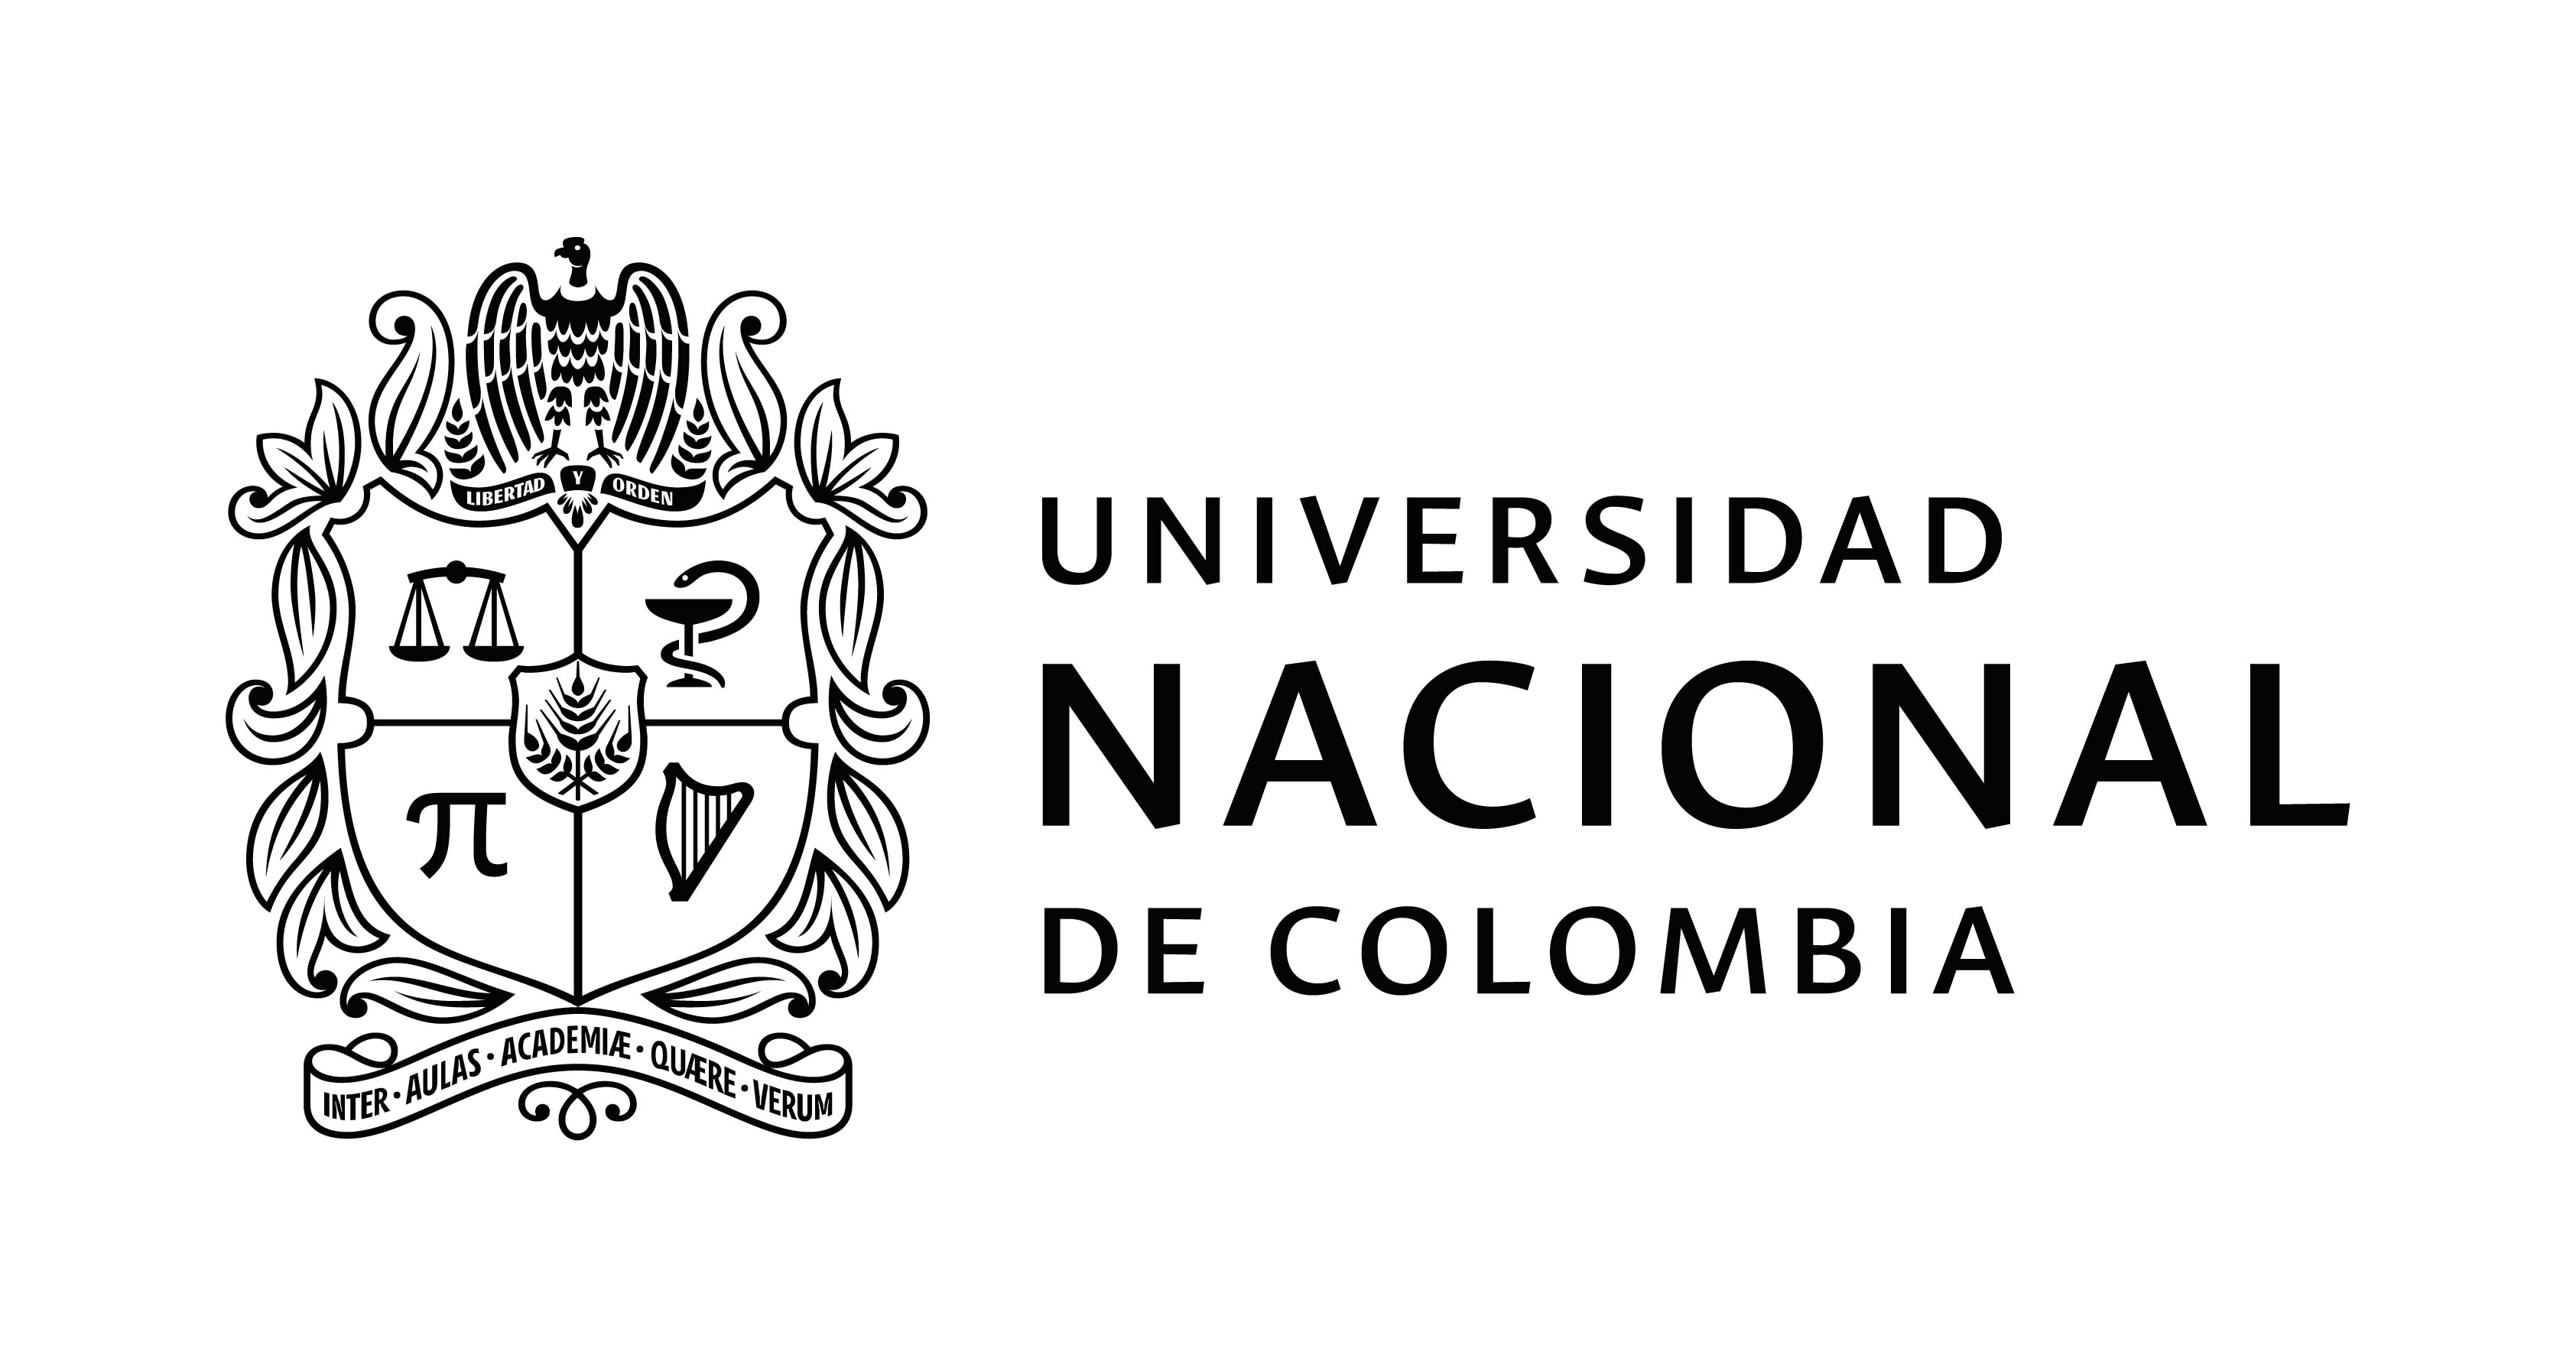 LIBERTAD Y ORDEN
π
INTER · AULAS · ACADEMIÆ · QUÆRE · VERUM
UNIVERSIDAD
NACIONAL
DE COLOMBIA